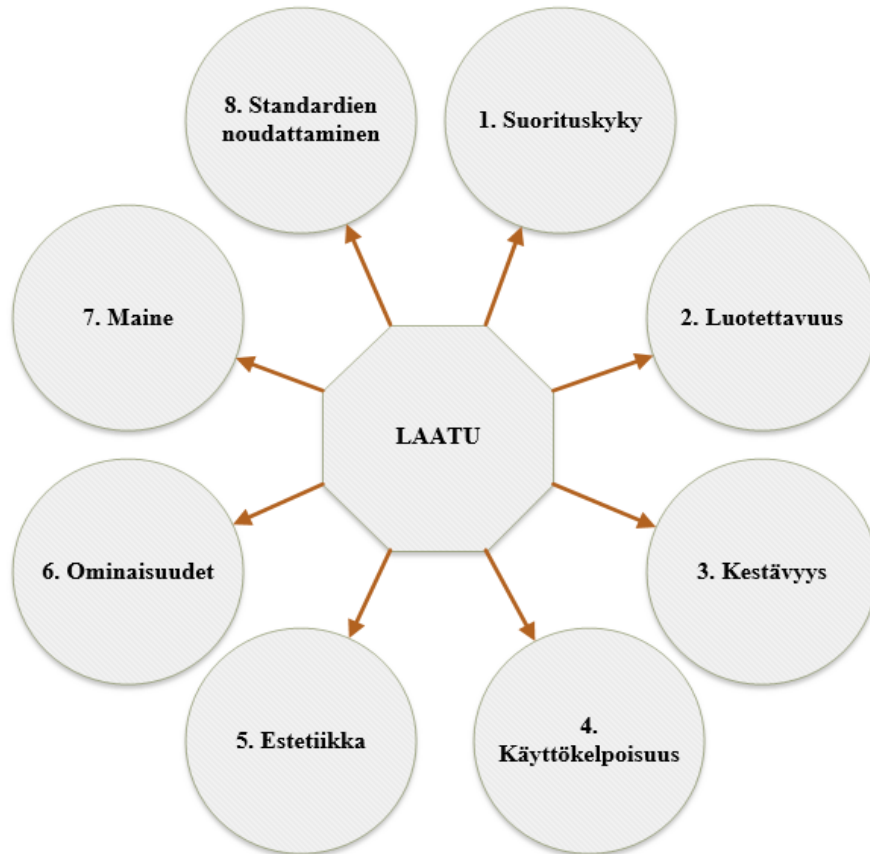 8. Standardien
noudattaminen
1. Suorituskyky
7. Maine
2. Luotettavuus
LAATU
6. Ominaisuudet
3. Kestävyys
5. Estetiikka
4.
Käyttökelpoisuus